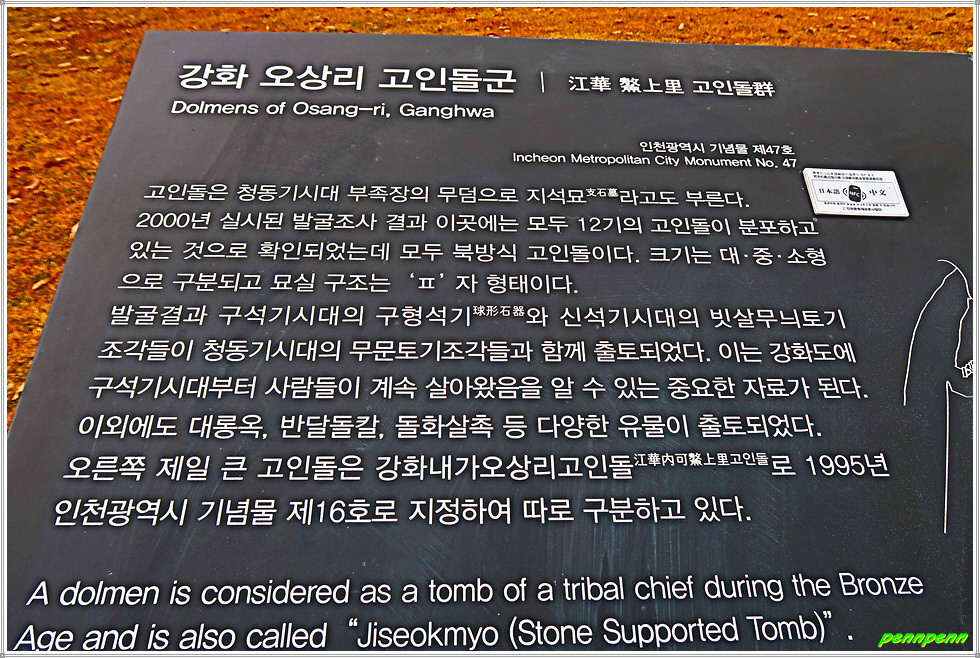 강화 오상리 고인돌군 | 江華 鰲上里 고인돌群
Dolmens of Osang-ri, Ganghwa
인천광역시 기념물 제47호
Incheon Metropolitan City Monument No. 47
日本語 NFC 中文
고인돌은 청동기시대 부족장의 무덤으로 지석묘支石墓라고도 부른다.
2000년 실시된 발굴조사 결과 이곳에는 모두 12기의 고인돌이 분포하고
있는 것으로 확인되었는데 모두 북방식 고인돌이다. 크기는 대·중·소형
으로 구분되고 묘실 구조는 ‘ㅍ’자 형태이다.
발굴결과 구석기시대의 구형석기球形石器와 신석기시대의 빗살무늬토기
조각들이 청동기시대의 무문토기조각들과 함께 출토되었다. 이는 강화도에
구석기시대부터 사람들이 계속 살아왔음을 알 수 있는 중요한 자료가 된다.
이외에도 대롱옥, 반달돌칼, 돌화살촉 등 다양한 유물이 출토되었다.
오른쪽 제일 큰 고인돌은 강화내가오상리고인돌江華内可鰲上里고인돌로 1995년
인천광역시 기념물 제16호로 지정하여 따로 구분하고 있다.
A dolmen is considered as a tomb of a tribal chief during the Bronze
Age and is also called “Jiseokmyo (Stone Supported Tomb)”.
pennpenn